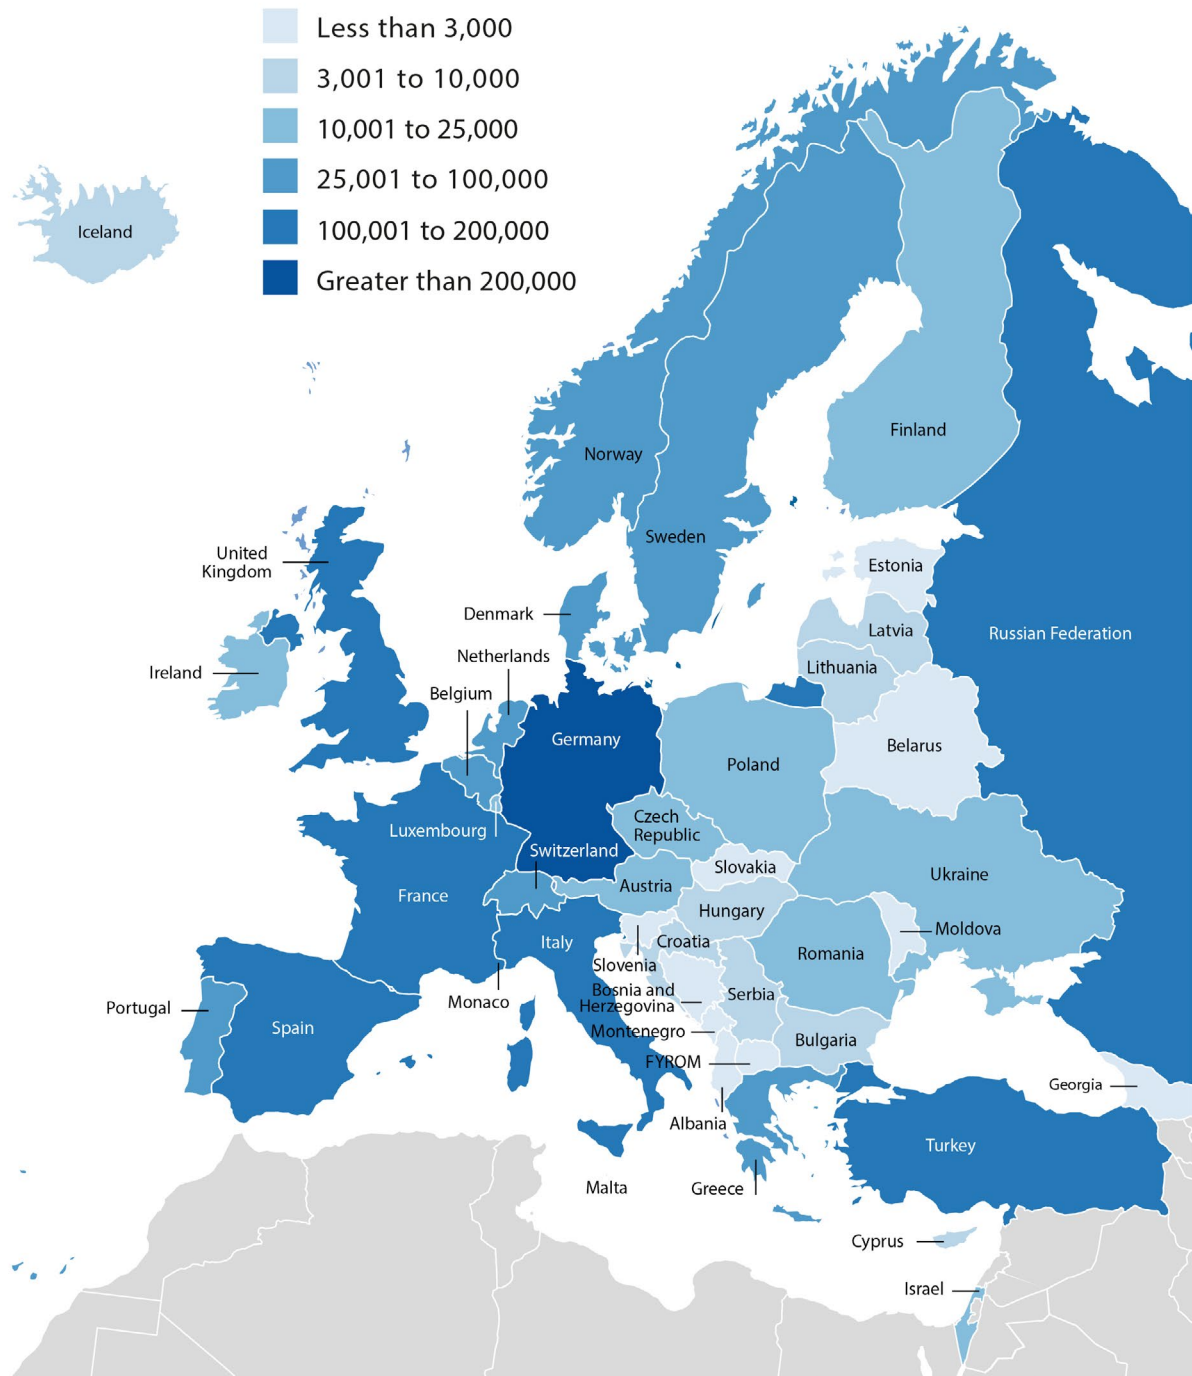 Less than 3,000
3,001 to 10,000
10,001 to 25,000
25,001 to 100,000
100,001 to 200,000
Greater than 200,000
Iceland
Finland
Norway
Sweden
United
Kingdom
Estonia
Denmark
Latvia
Russian Federation
Netherlands
Lithuania
Ireland
Belgium
Germany
Belarus
Poland
Czech
Republic
Luxembourg
Switzerland
Slovakia
Ukraine
Austria
France
Hungary
Moldova
Italy
Croatia
Romania
Slovenia
Bosnia and
Herzegovina
Serbia
Monaco
Portugal
Spain
Montenegro
Bulgaria
FYROM
Georgia
Albania
Turkey
Malta
Greece
Cyprus
Israel